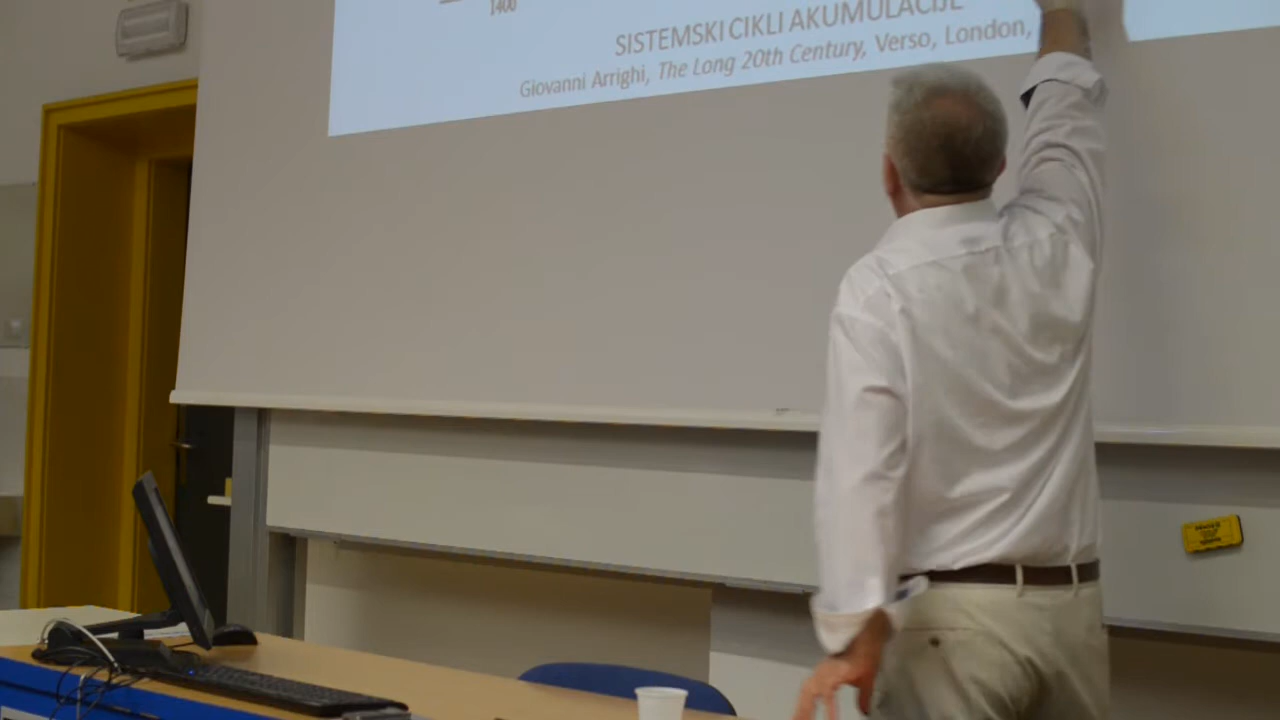 1400
SISTEMSKI CIKLI AKUMULACIJE
Giovanni Arrighi, The Long 20th Century, Verso, London,